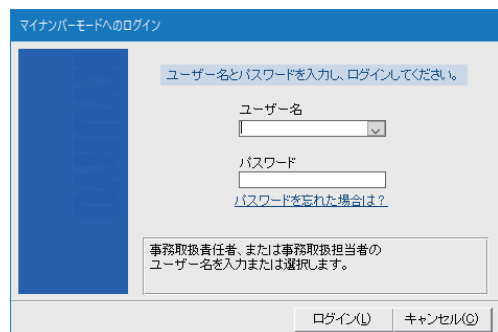 マイナンバーモードへのログイン
KYURYO
ユーザー名とパスワードを入力し、ログインしてください。
ユーザー名
パスワード
パスワードを忘れた場合は？
事務取扱責任者、または事務取扱担当者の
ユーザー名を入力または選択します。
ログイン(L)
キャンセル(C)